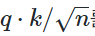 q · k/√n